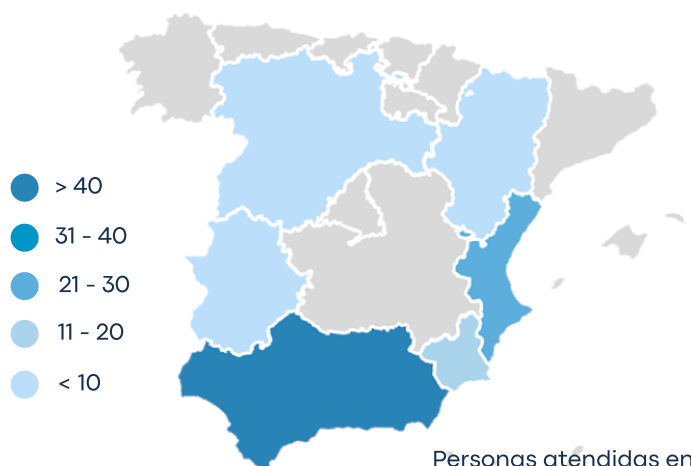 > 40
31 - 40
21 - 30
11 - 20
< 10
Personas atendidas en